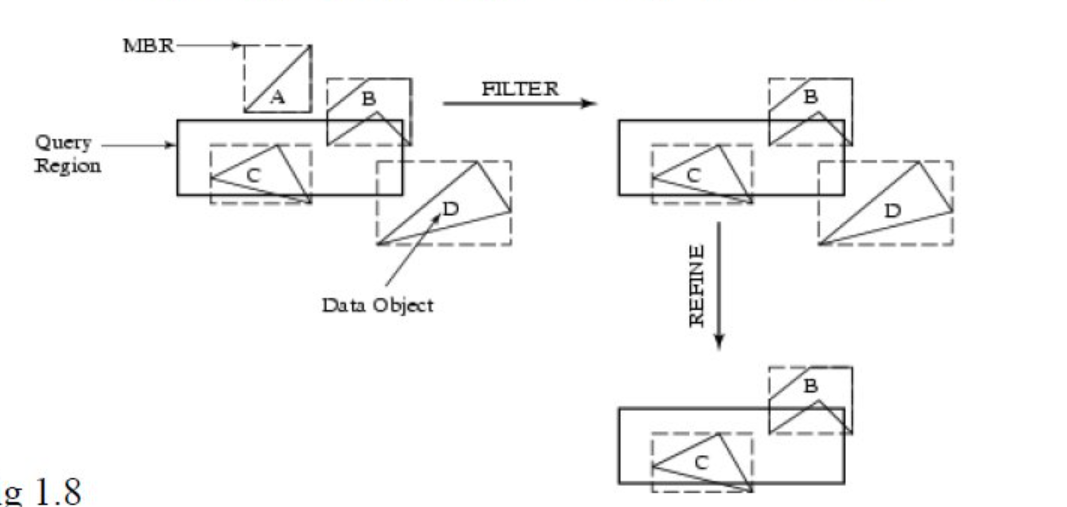 MBR
A
B
FILTER
B
Query
Region
C
C
D
D
Data Object
REFINE
B
C
g 1.8